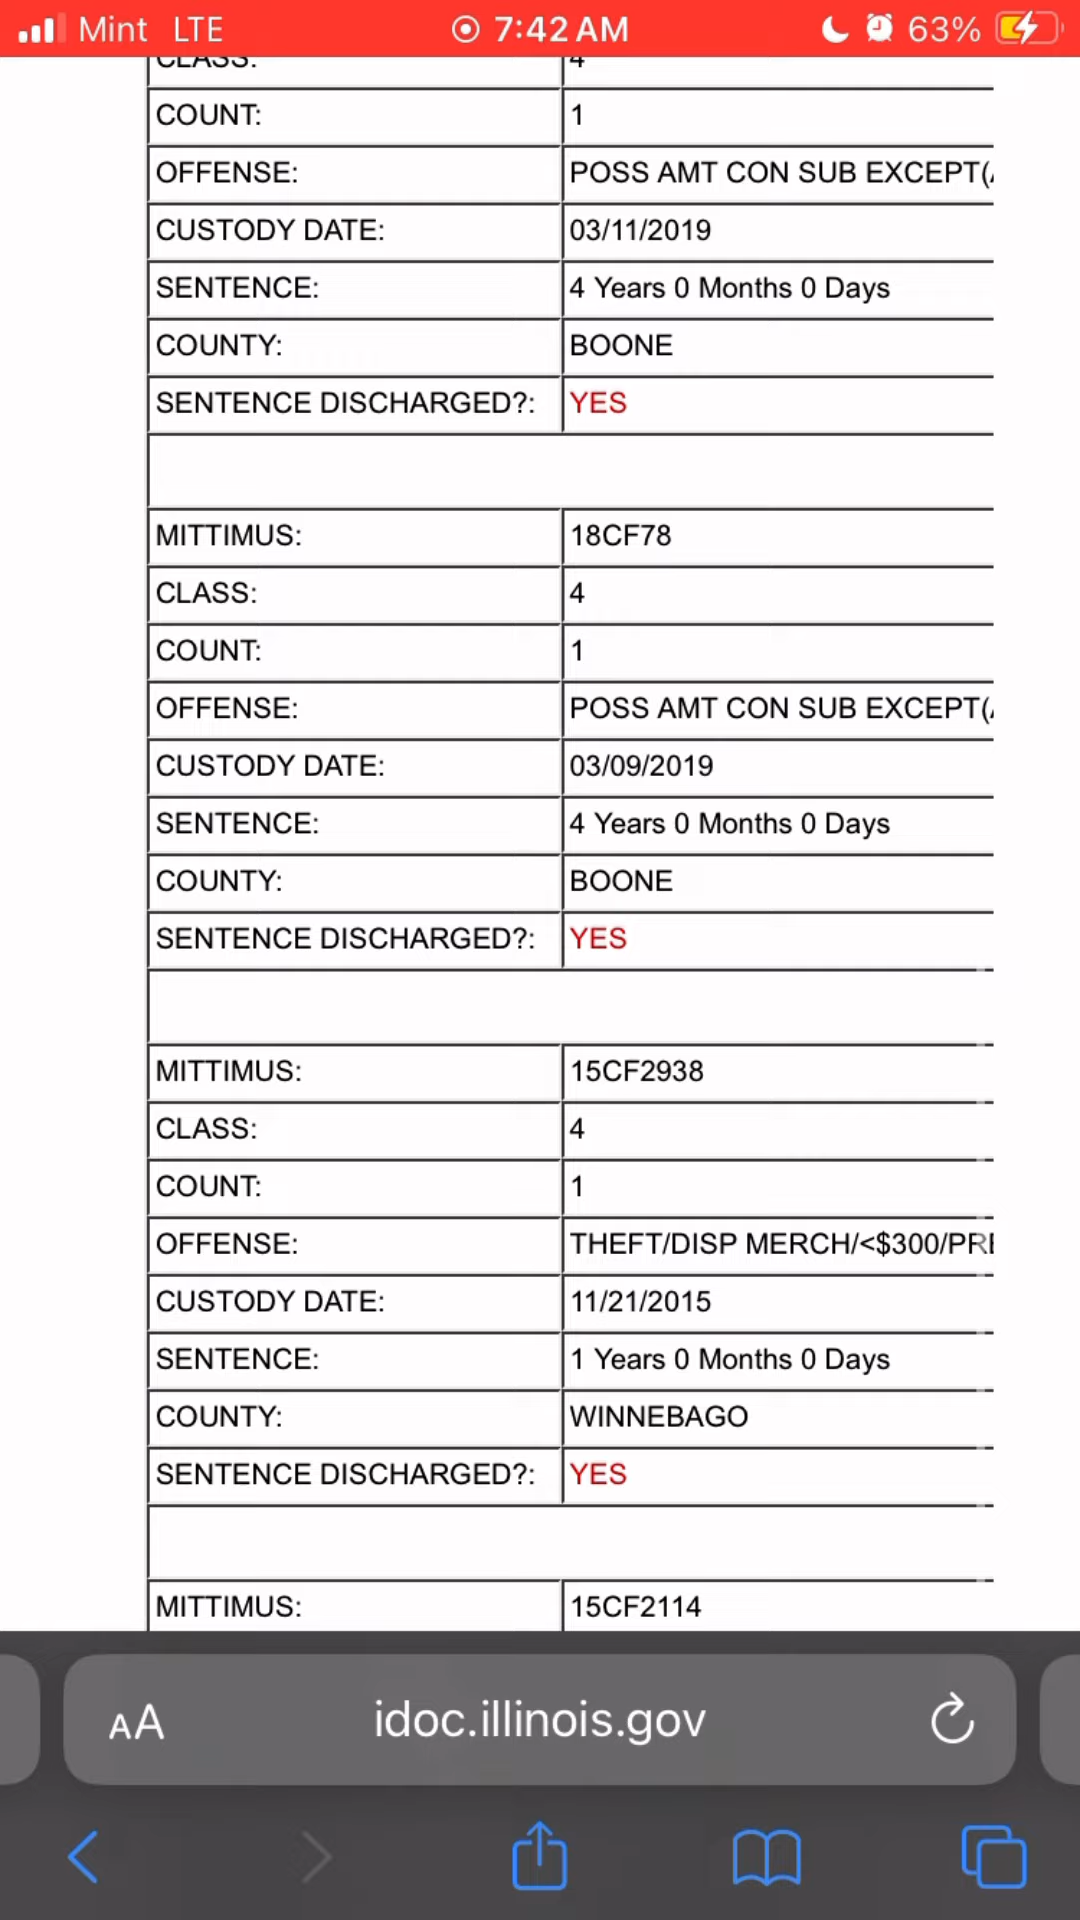 Mint LTE 7:42 AM 63%
CLASS: 4
COUNT: 1
OFFENSE: POSS AMT CON SUB EXCEPT(
CUSTODY DATE: 03/11/2019
SENTENCE: 4 Years 0 Months 0 Days
COUNTY: BOONE
SENTENCE DISCHARGED?: YES
MITTIMUS: 18CF78
CLASS: 4
COUNT: 1
OFFENSE: POSS AMT CON SUB EXCEPT(
CUSTODY DATE: 03/09/2019
SENTENCE: 4 Years 0 Months 0 Days
COUNTY: BOONE
SENTENCE DISCHARGED?: YES
MITTIMUS: 15CF2938
CLASS: 4
COUNT: 1
OFFENSE: THEFT/DISP MERCH/<$300/PRE
CUSTODY DATE: 11/21/2015
SENTENCE: 1 Years 0 Months 0 Days
COUNTY: WINNEBAGO
SENTENCE DISCHARGED?: YES
MITTIMUS: 15CF2114
AA idoc.illinois.gov